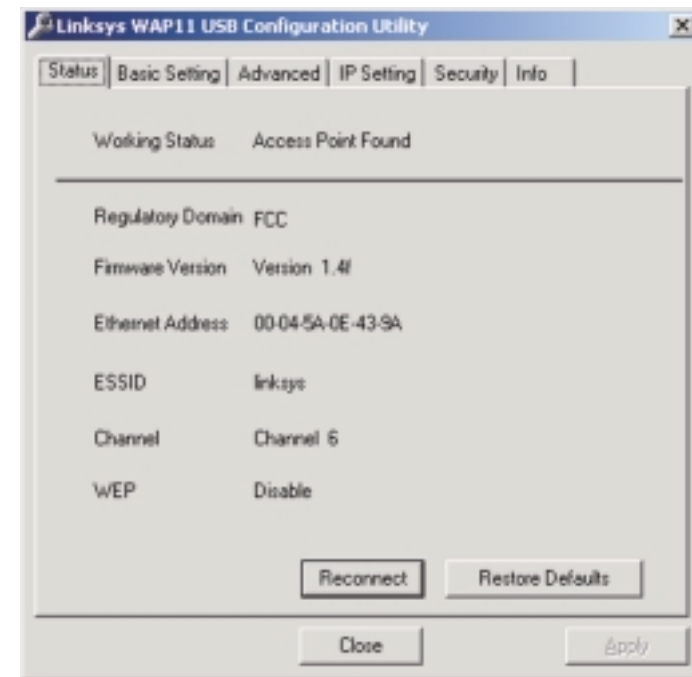 Linksys WAP11 USB Configuration Utility
Status Basic Setting Advanced IP Setting Security Info
Working Status Access Point Found
Regulatory Domain FCC
Firmware Version Version 1.4f
Ethernet Address 00-04-5A-0E-43-9A
ESSID linksys
Channel Channel 6
WEP Disable
Reconnect Restore Defaults
Close Apply